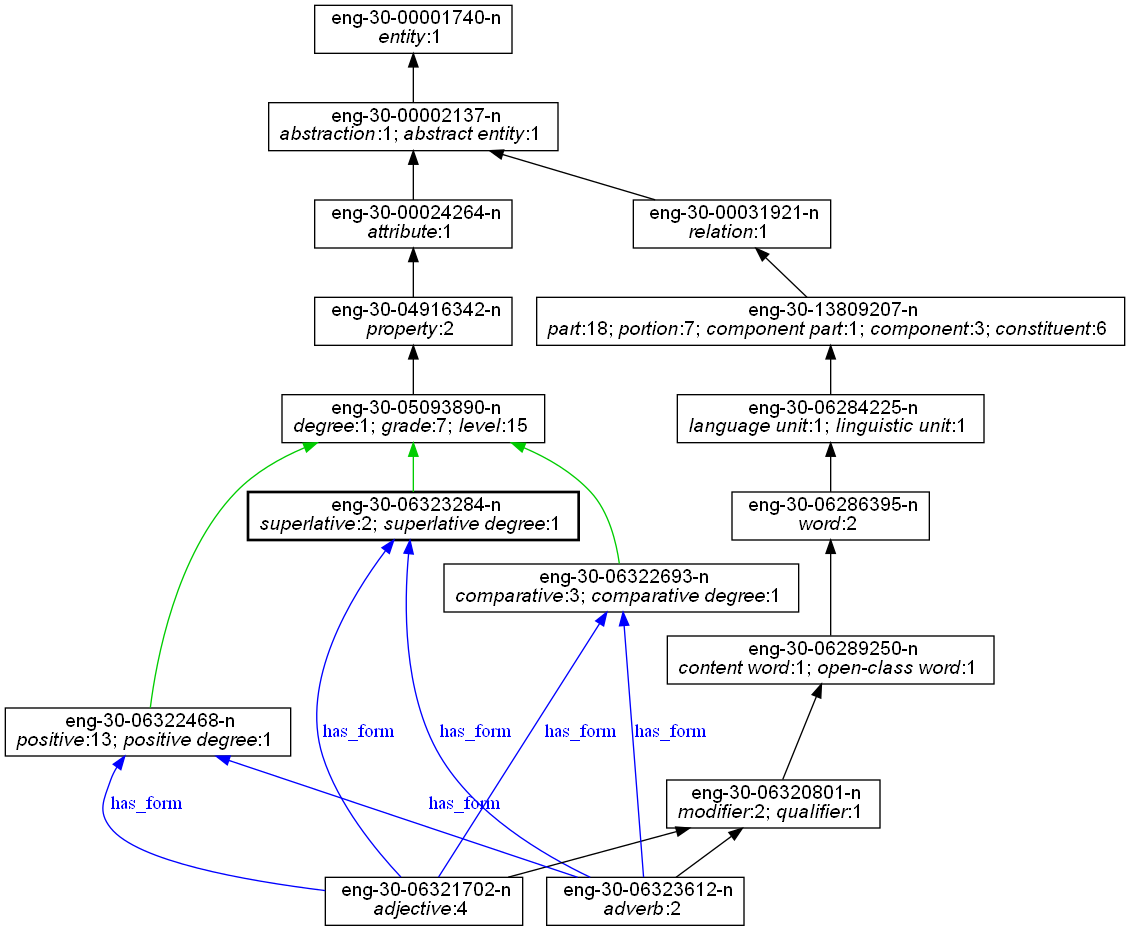 eng-30-00001740-n
entity:1
eng-30-00002137-n
abstraction:1; abstract entity:1
eng-30-00024264-n
attribute:1
eng-30-00031921-n
relation:1
eng-30-04916342-n
property:2
eng-30-13809207-n
part:18; portion:7; component part:1; component:3; constituent:6
eng-30-05093890-n
degree:1; grade:7; level:15
eng-30-06284225-n
language unit:1; linguistic unit:1
eng-30-06323284-n
superlative:2; superlative degree:1
eng-30-06286395-n
word:2
eng-30-06322693-n
comparative:3; comparative degree:1
eng-30-06289250-n
content word:1; open-class word:1
eng-30-06322468-n
positive:13; positive degree:1
has_form
has_form
has_form
has_form
eng-30-06320801-n
modifier:2; qualifier:1
has_form
has_form
eng-30-06321702-n
adjective:4
eng-30-06323612-n
adverb:2